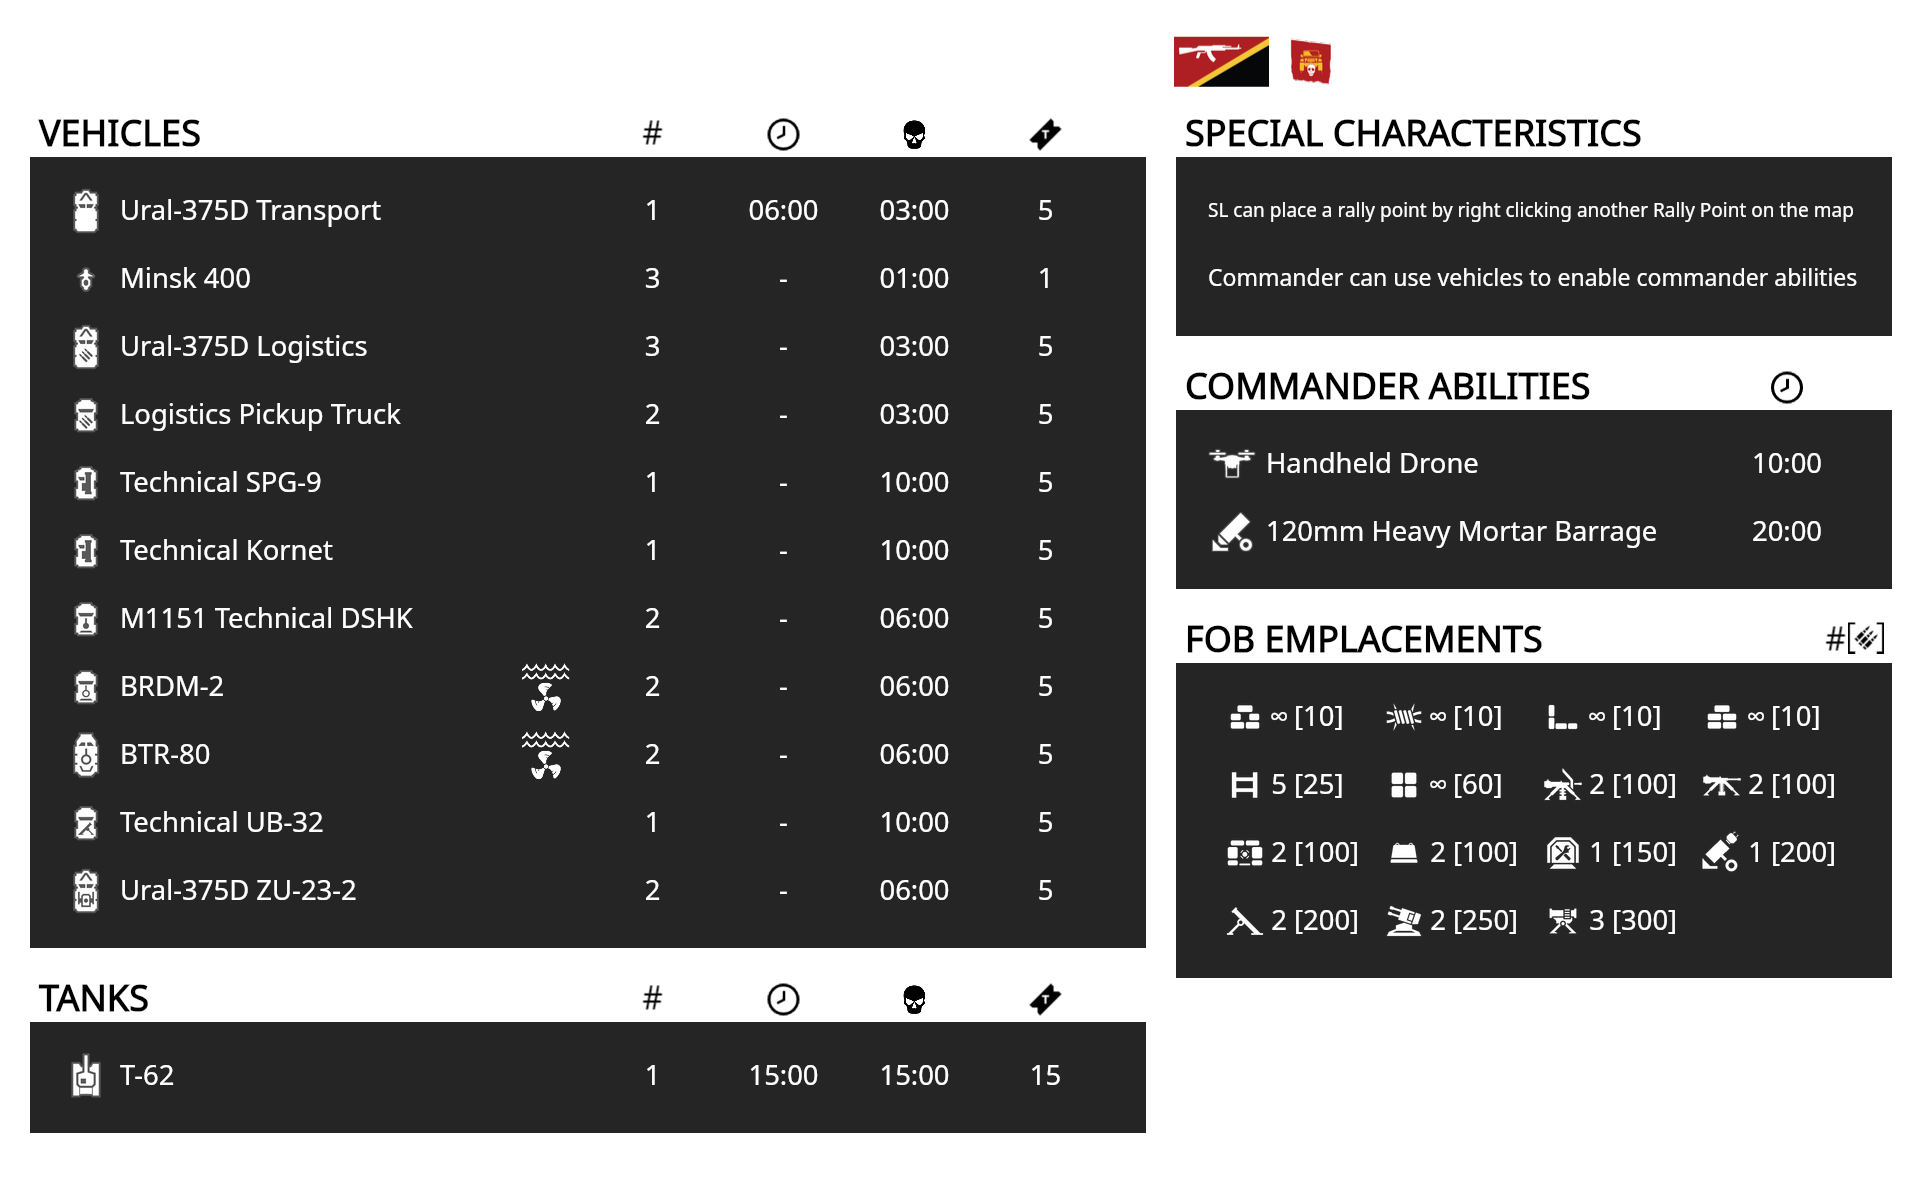 VEHICLES #
Ural-375D Transport 1 06:00 03:00 5
Minsk 400 3 - 01:00 1
Ural-375D Logistics 3 - 03:00 5
Logistics Pickup Truck 2 - 03:00 5
Technical SPG-9 1 - 10:00 5
Technical Kornet 1 - 10:00 5
M1151 Technical DSHK 2 - 06:00 5
BRDM-2 2 - 06:00 5
BTR-80 2 - 06:00 5
Technical UB-32 1 - 10:00 5
Ural-375D ZU-23-2 2 - 06:00 5
TANKS #
T-62 1 15:00 15:00 15
SPECIAL CHARACTERISTICS
SL can place a rally point by right clicking another Rally Point on the map
Commander can use vehicles to enable commander abilities
COMMANDER ABILITIES
Handheld Drone 10:00
120mm Heavy Mortar Barrage 20:00
FOB EMPLACEMENTS #[ ]
∞ [10] ∞ [10] ∞ [10] ∞ [10]
5 [25] ∞ [60] 2 [100] 2 [100]
2 [100] 2 [100] 1 [150] 1 [200]
2 [200] 2 [250] 3 [300]